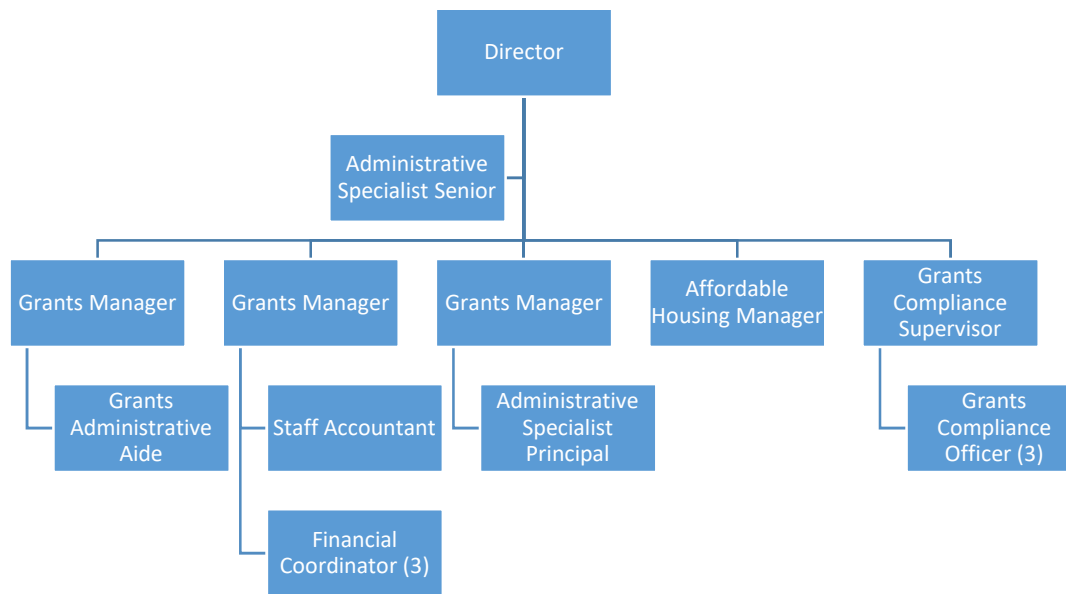 Director
Administrative
Specialist Senior
Grants Manager
Grants Manager
Grants Manager
Affordable
Housing Manager
Grants
Compliance
Supervisor
Grants
Administrative
Aide
Staff Accountant
Administrative
Specialist
Principal
Grants
Compliance
Officer (3)
Financial
Coordinator (3)